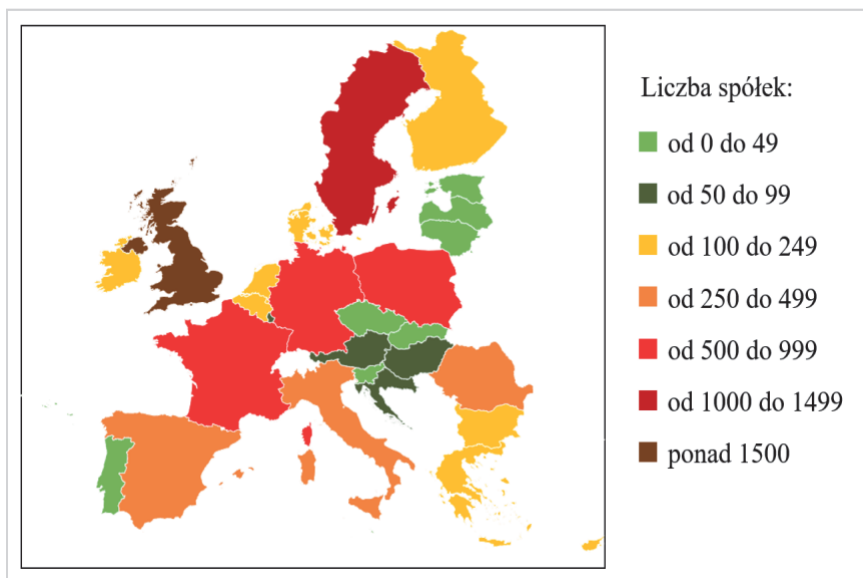 Liczba spółek:
od 0 do 49
od 50 do 99
od 100 do 249
od 250 do 499
od 500 do 999
od 1000 do 1499
ponad 1500